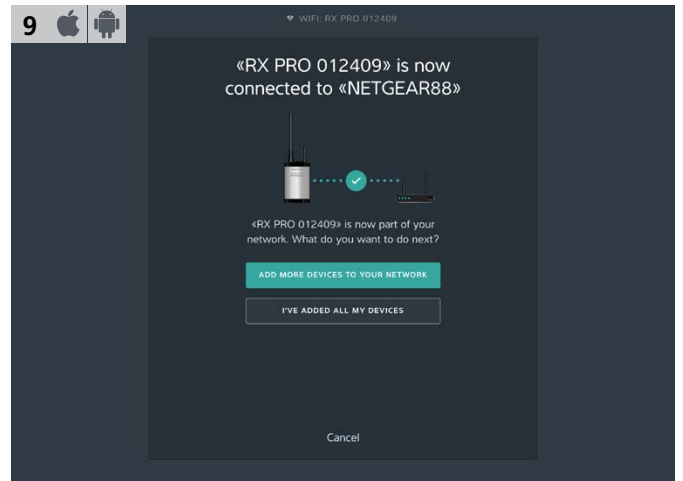 9
WIFI: RX PRO 012409
«RX PRO 012409» is now
connected to «NETGEAR88»
«RX PRO 012409» is now part of your
network. What do you want to do next?
ADD MORE DEVICES TO YOUR NETWORK
I'VE ADDED ALL MY DEVICES
Cancel